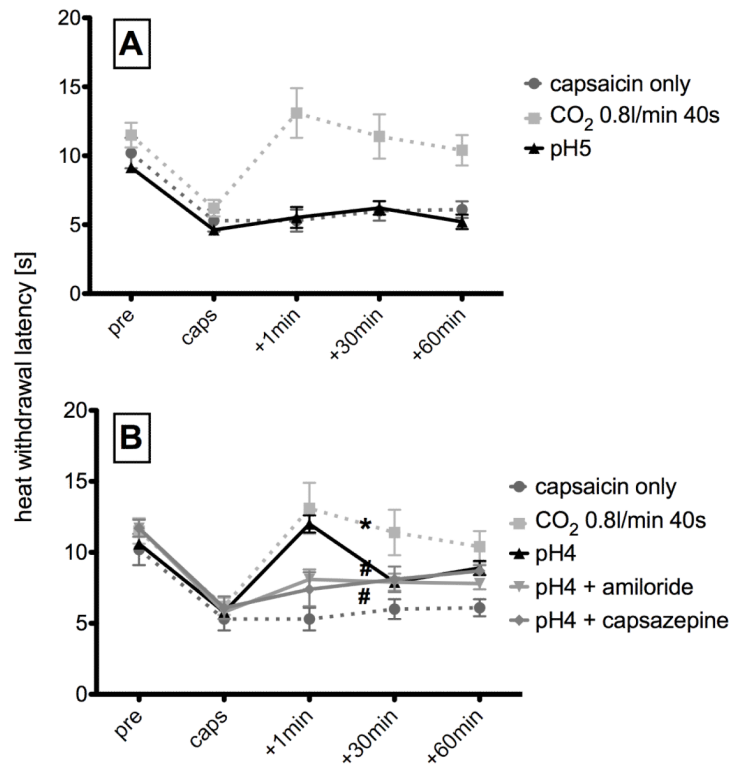 heat withdrawal latency [s]
A
20
15
10
5
0
pre
caps
+1min
+30min
+60min
capsaicin only
CO2 0.8l/min 40s
pH5
B
20
15
10
5
0
*
#
#
pre
caps
+1min
+30min
+60min
capsaicin only
CO2 0.8l/min 40s
pH4
pH4 + amiloride
pH4 + capsazepine